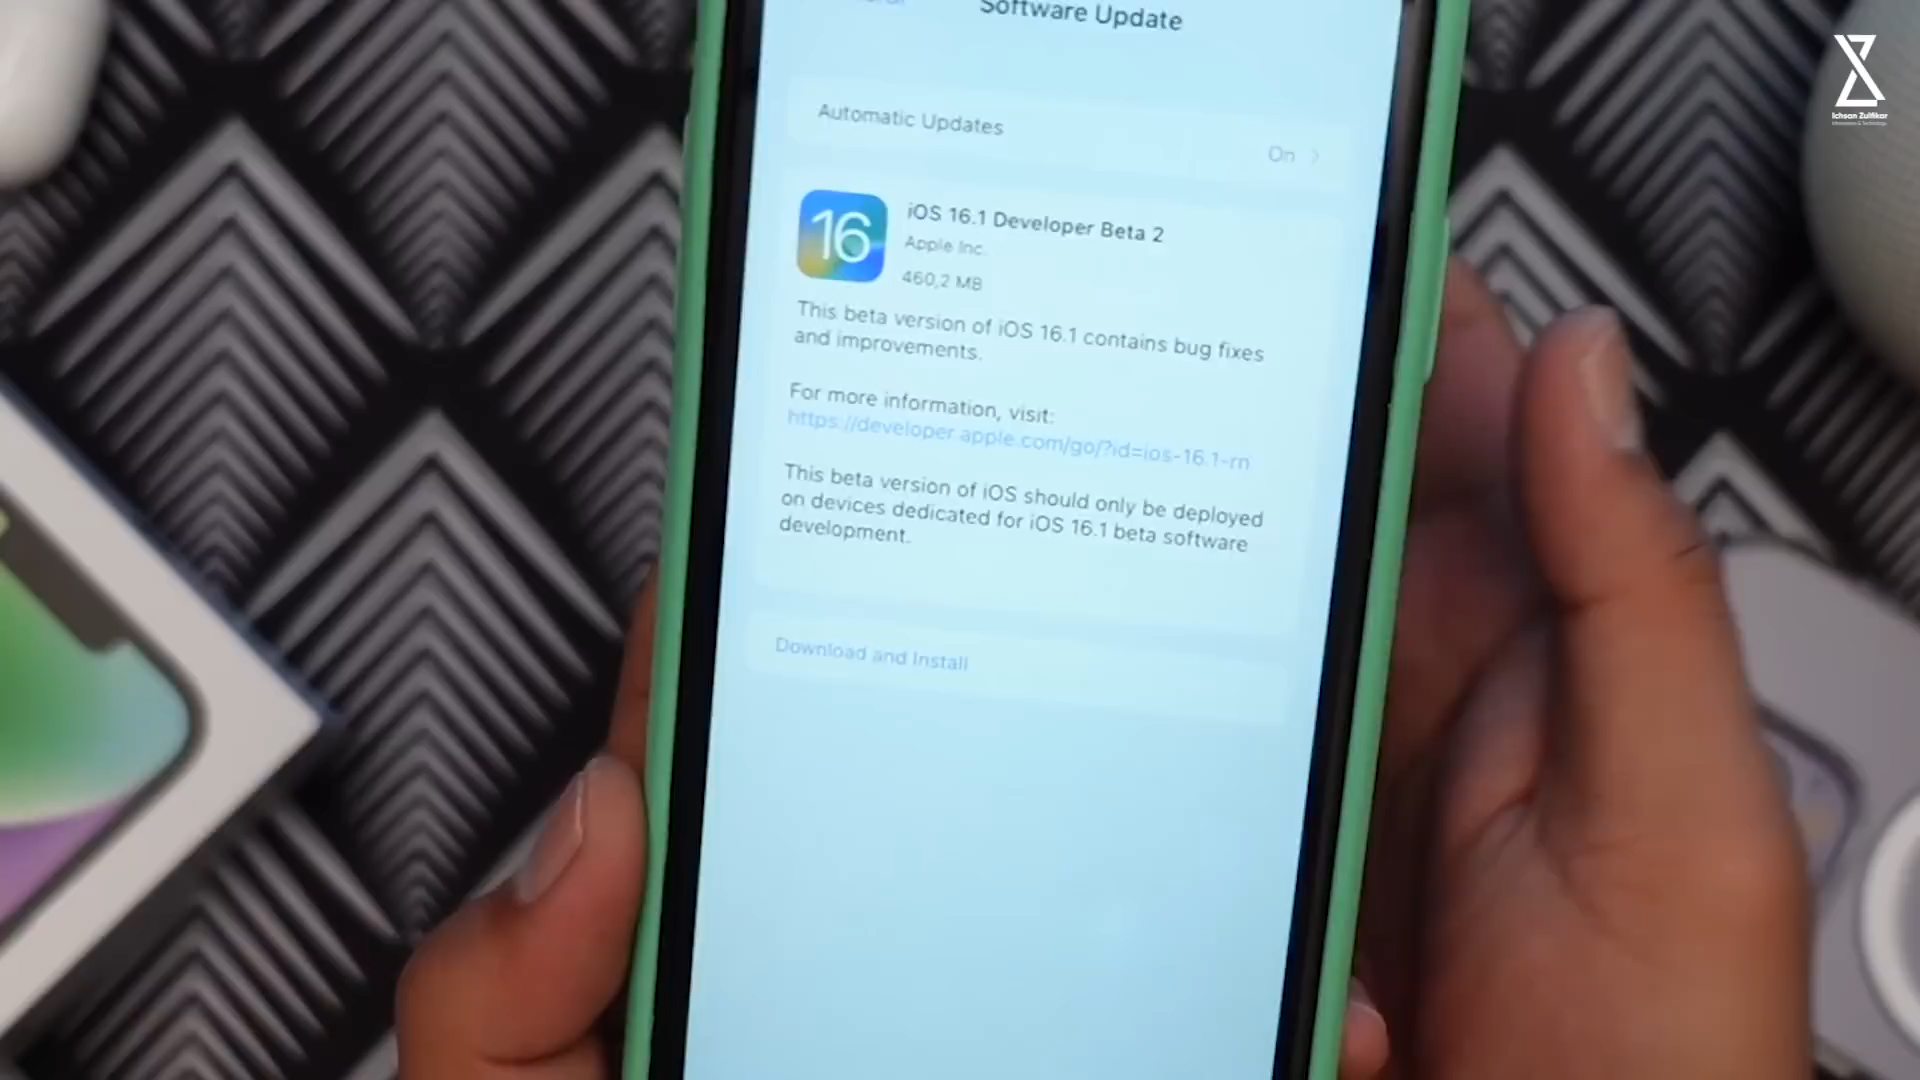 Software Update
Automatic Updates
On
16
iOS 16.1 Developer Beta 2
Apple Inc.
460,2 MB
This beta version of iOS 16.1 contains bug fixes
and improvements.
For more information, visit:
https://developer.apple.com/go/?id=ios-16.1-rn
This beta version of iOS should only be deployed
on devices dedicated for iOS 16.1 beta software
development.
Download and Install
Ichsan Zulfikar